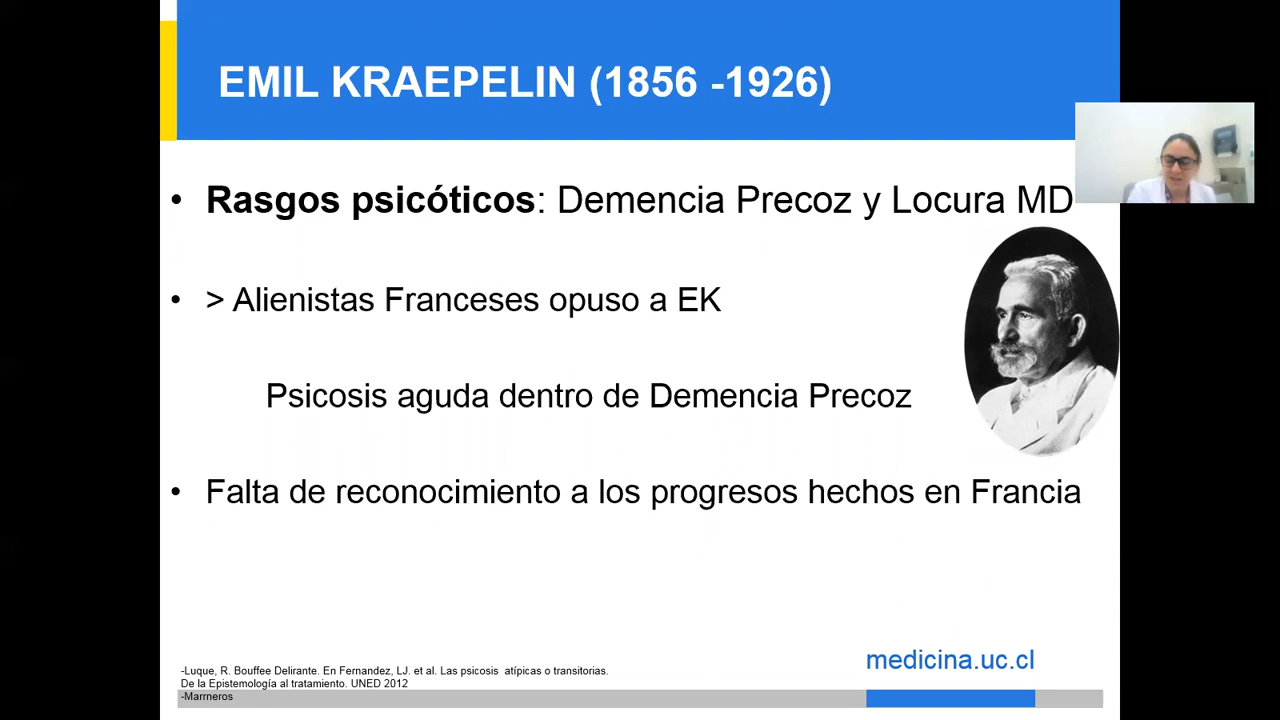 EMIL KRAEPELIN (1856 -1926)
• Rasgos psicóticos: Demencia Precoz y Locura MD
• > Alienistas Franceses opuso a EK
Psicosis aguda dentro de Demencia Precoz
• Falta de reconocimiento a los progresos hechos en Francia
-Luque, R. Bouffee Delirante. En Fernandez, LJ. et al. Las psicosis atípicas o transitorias.
De la Epistemología al tratamiento. UNED 2012
-Marrneros
medicina.uc.cl